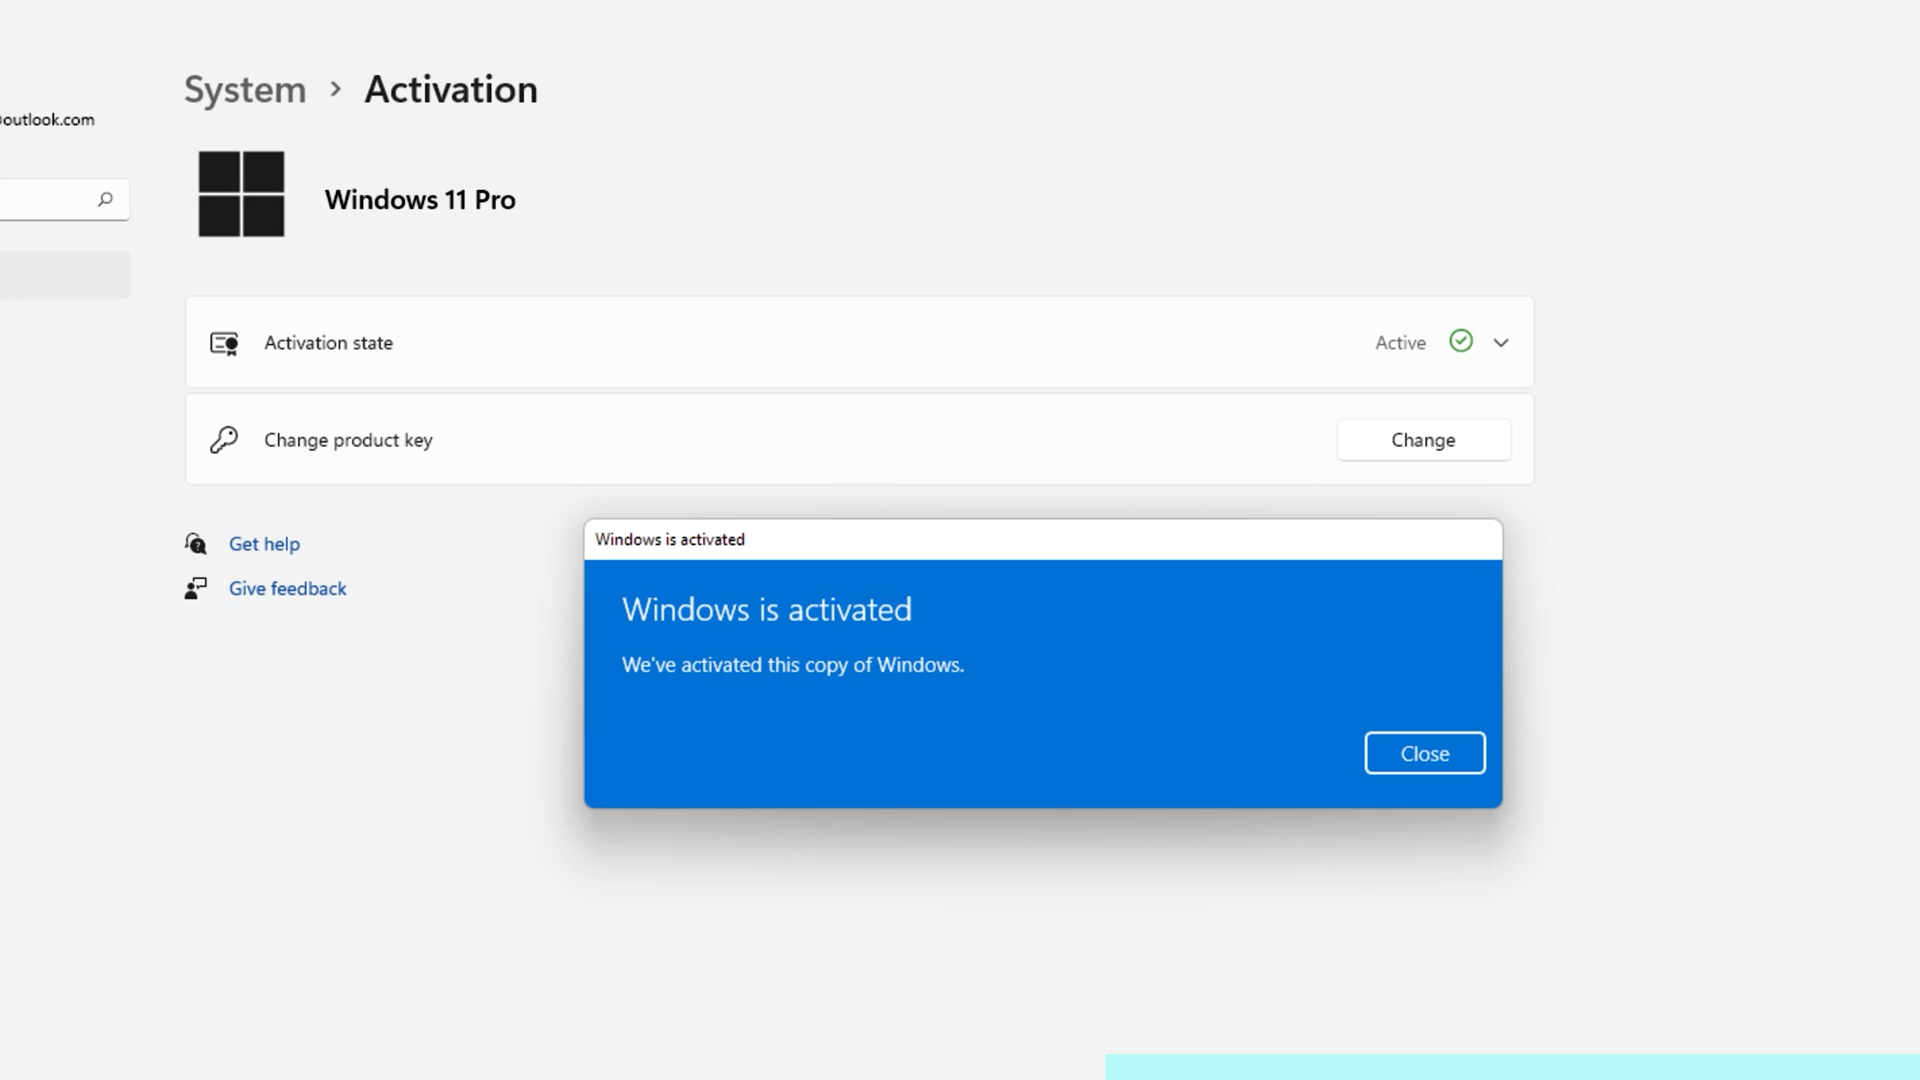 System > Activation
outlook.com
Windows 11 Pro
Activation state
Active
Change product key
Change
Get help
Give feedback
Windows is activated
Windows is activated
We've activated this copy of Windows.
Close